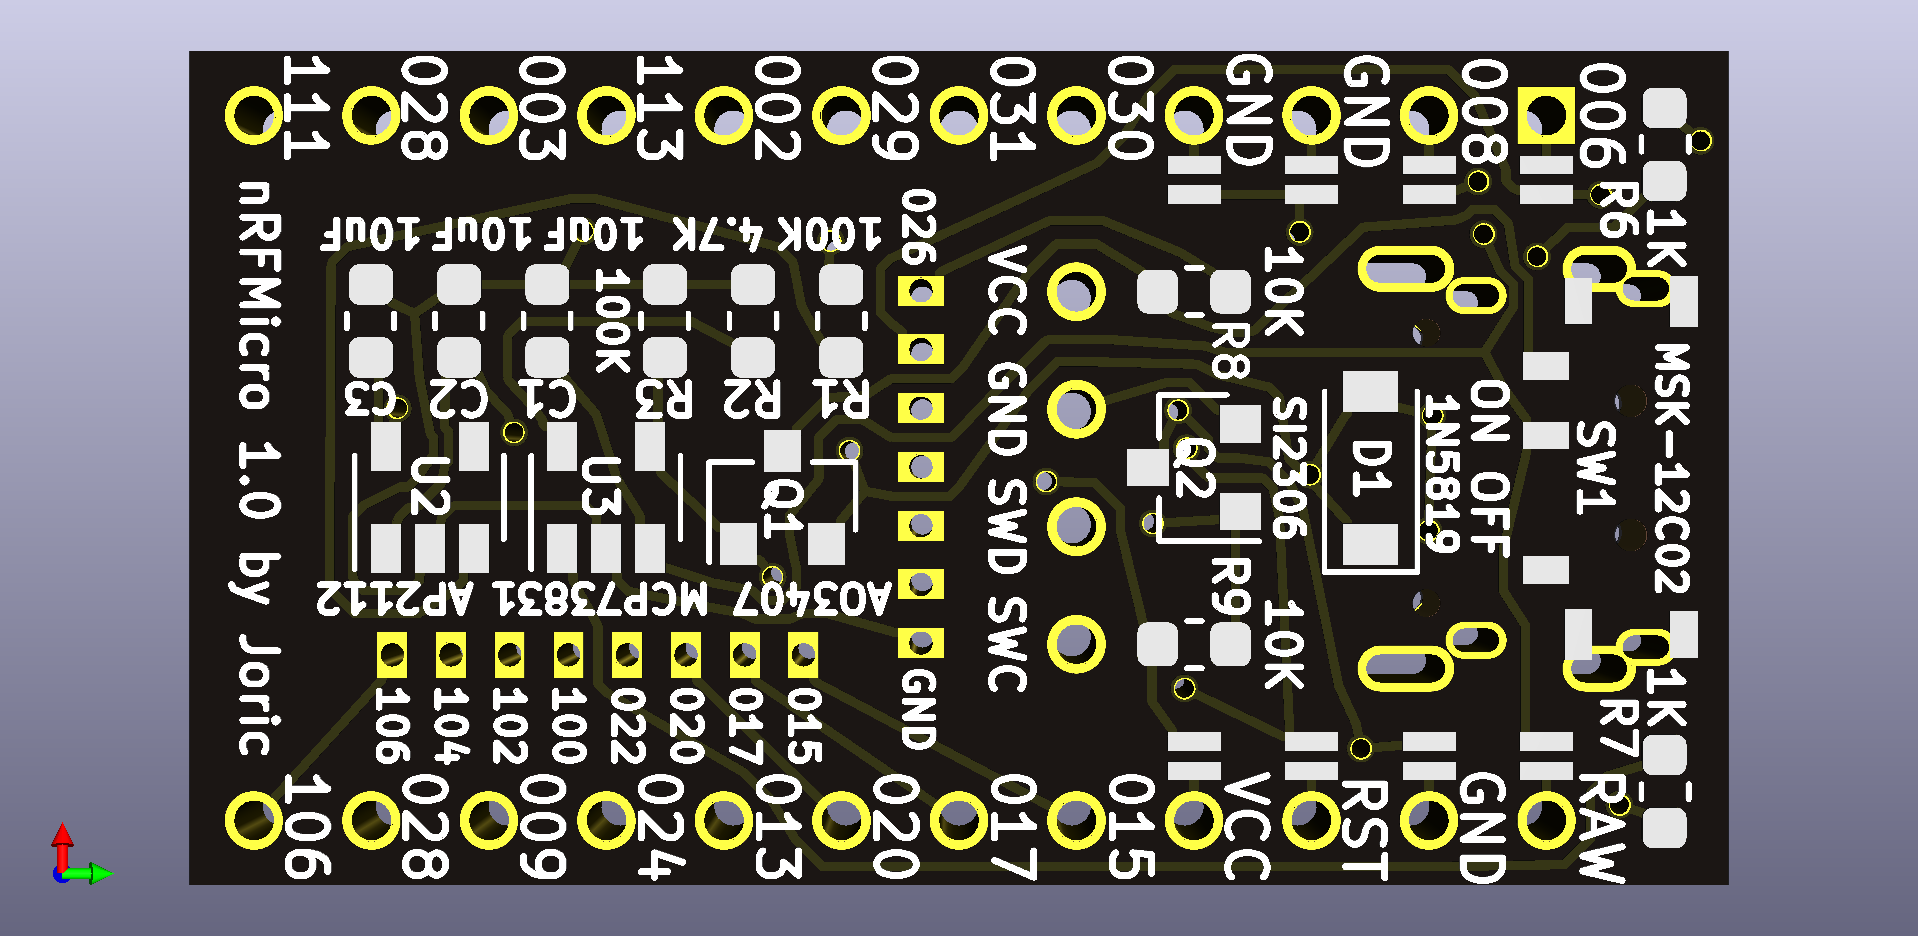 111
028
003
113
002
029
031
030
GND
GND
008
006
nRFMicro 1.0 by Joric
10uF
10uF
10uF
4.7K
100K
100K
C3
C2
C1
R3
R2
R1
U2
U3
Q1
AP2112
MCP73831
AO3407
026
GND
VCC
GND
SWD
SWC
10K
R8
Q2
SI2306
R9
10K
D1
1N5819
ON OFF
SW1
MSK-12C02
R6
1K
R7
1K
106
104
102
100
022
020
017
015
106
028
009
024
013
020
017
015
VCC
RST
GND
RAW